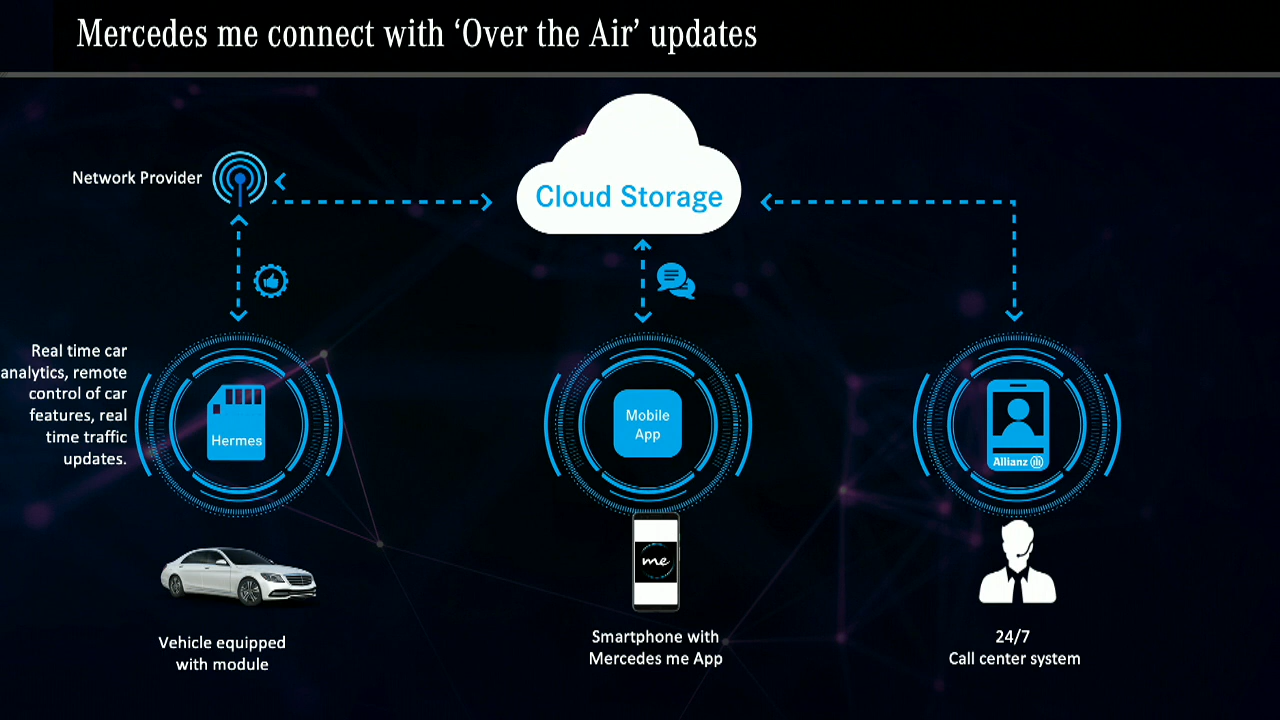 Mercedes me connect with ‘Over the Air’ updates
Network Provider
Cloud Storage
Real time car
analytics, remote
control of car
features, real
time traffic
updates.
Hermes
Mobile
App
Allianz
me
Vehicle equipped
with module
Smartphone with
Mercedes me App
24/7
Call center system